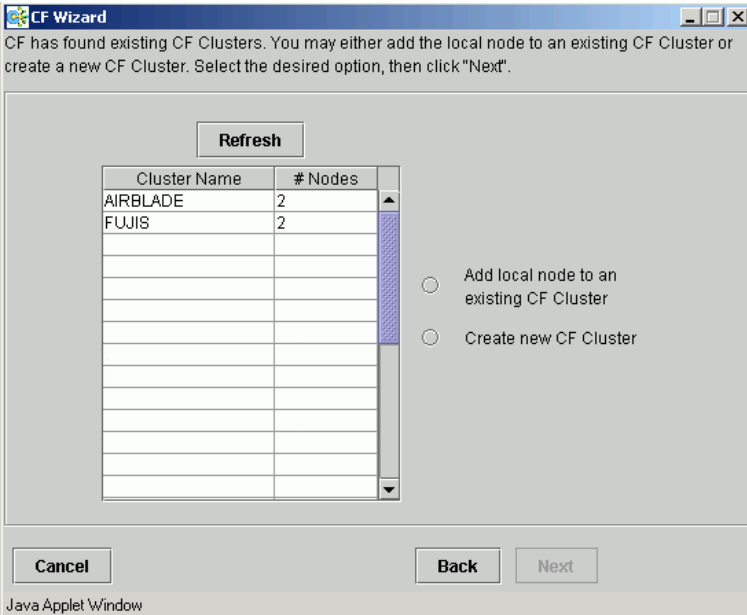 CF Wizard
CF has found existing CF Clusters. You may either add the local node to an existing CF Cluster or
create a new CF Cluster. Select the desired option, then click "Next".
Refresh
Cluster Name # Nodes
AIRBLADE 2
FUJIS 2
Add local node to an
existing CF Cluster
Create new CF Cluster
Cancel Back Next
Java Applet Window